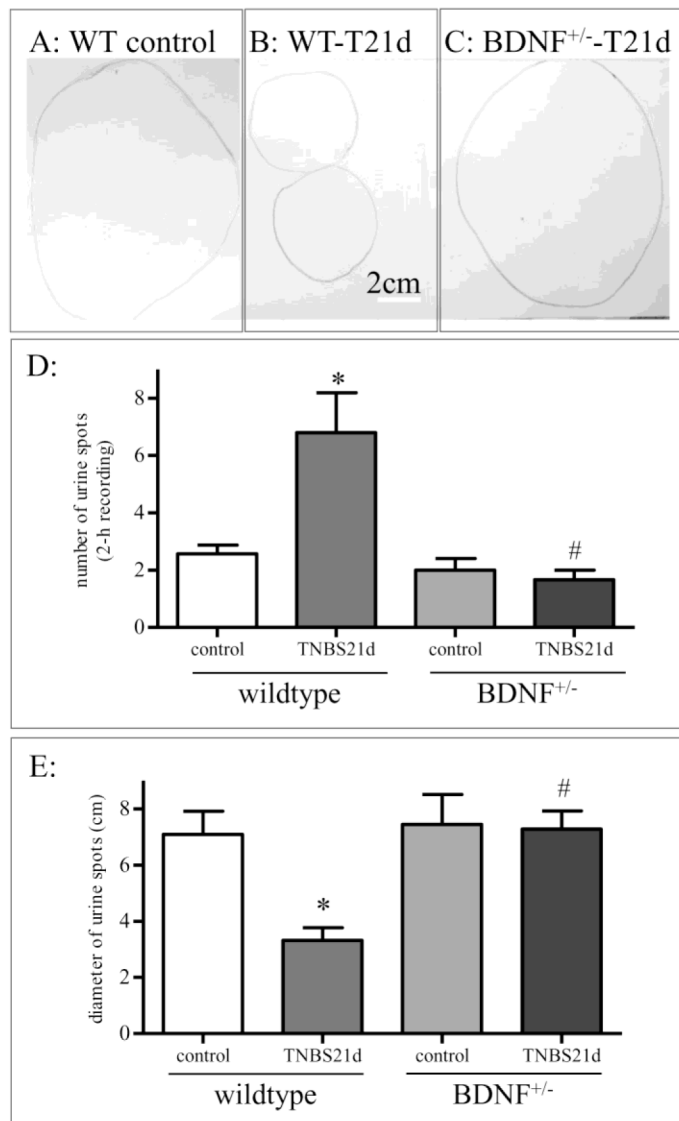 A: WT control
B: WT-T21d
C: BDNF+/--T21d
2cm
D:
number of urine spots
(2-h recording)
8
6
4
2
0
*
#
control TNBS21d control TNBS21d
wildtype BDNF+/-
E:
diameter of urine spots (cm)
8
6
4
2
0
*
#
control TNBS21d control TNBS21d
wildtype BDNF+/-